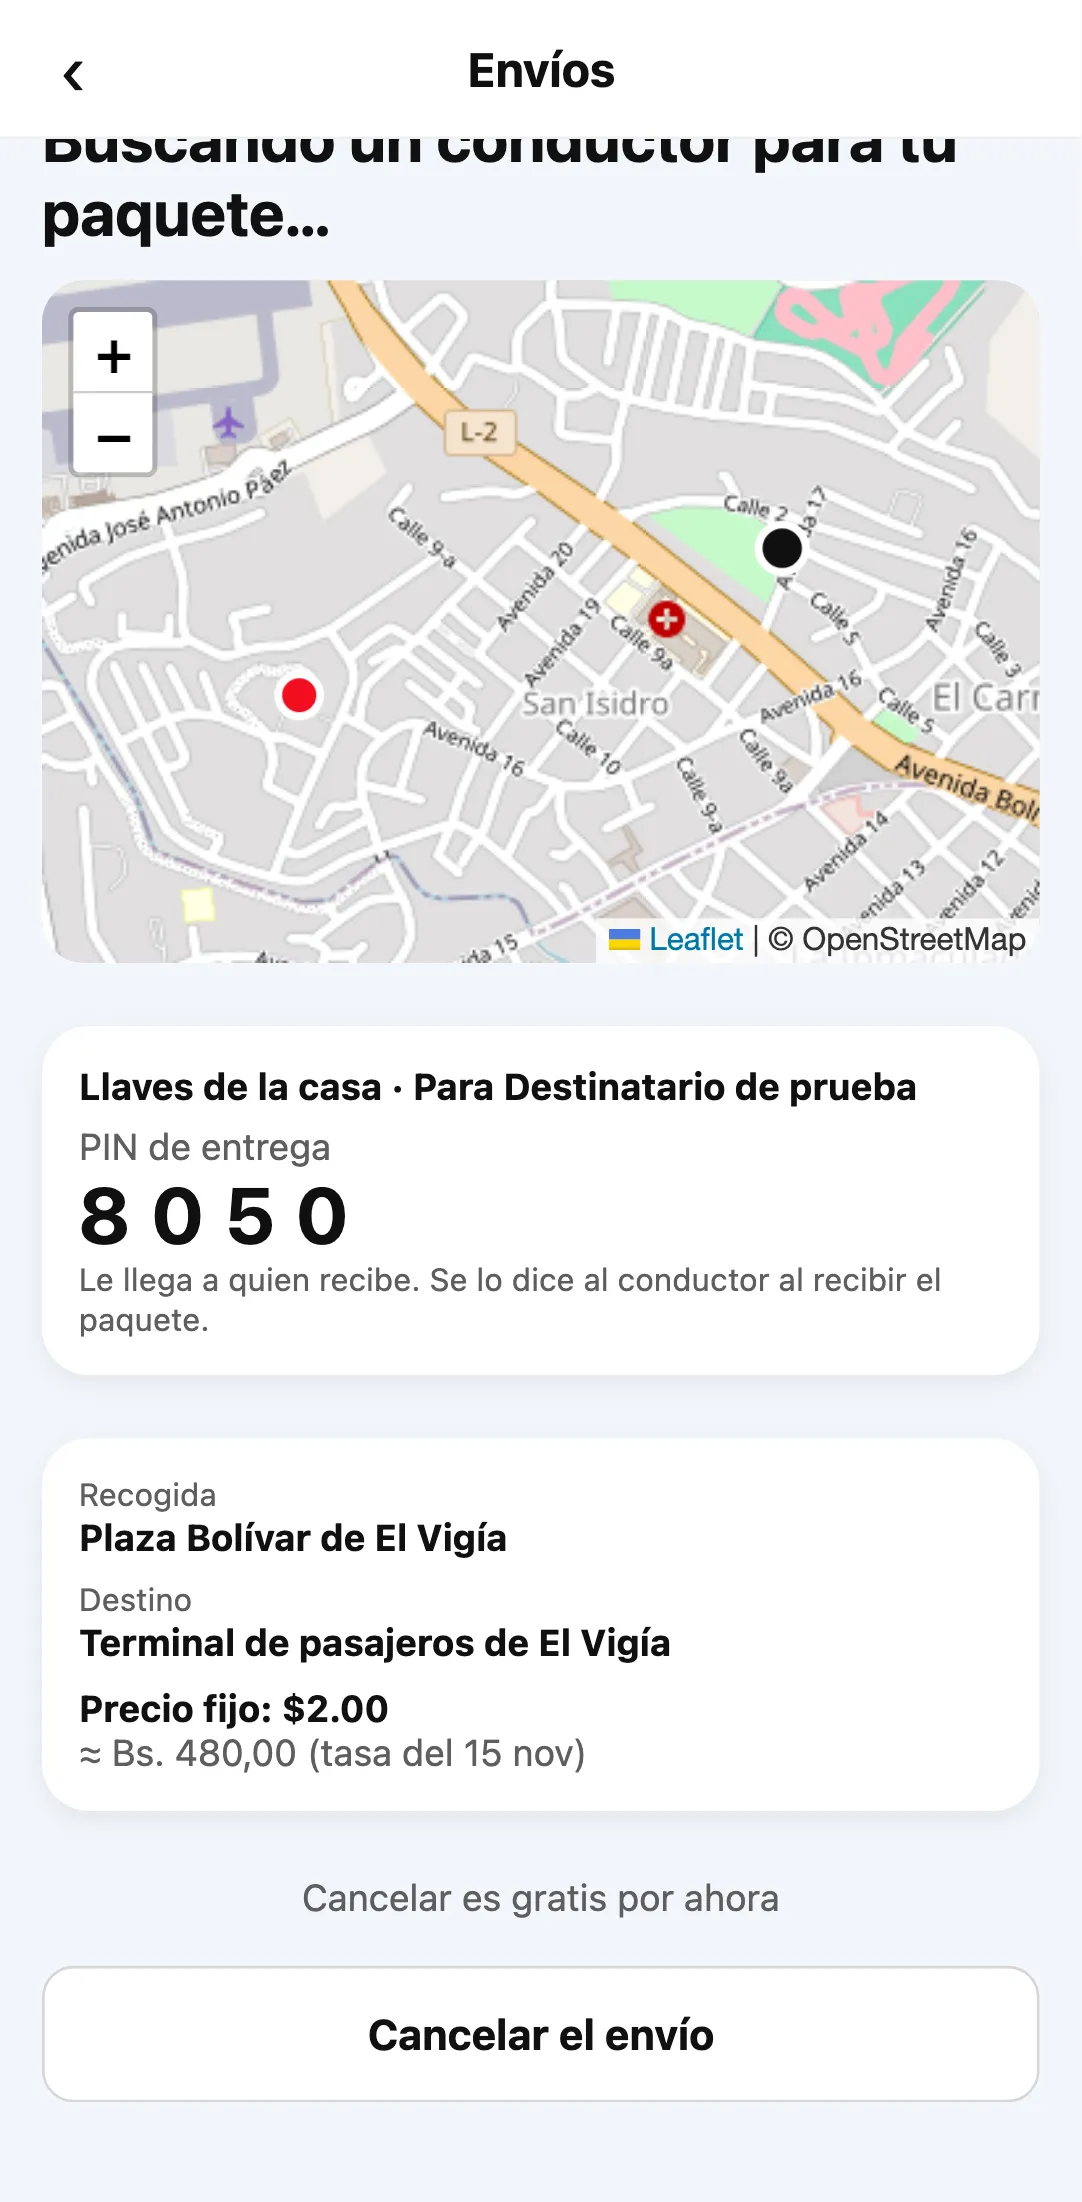 Envíos
Buscando un conductor para tu
paquete...
+
−
L-2
Avenida José Antonio Páez
Calle 9-a
Calle 2
Avenida 20
Avenida 19
Calle 9a
Calle 5
Avenida 16
Calle 3
San Isidro
Avenida 16
Calle 5
El Carr
Avenida 16
Calle 10
Calle 9a
Calle 9-a
Avenida Bolí
Avenida 14
Avenida 13
Avenida 12
Leaflet | © OpenStreetMap
Llaves de la casa · Para Destinatario de prueba
PIN de entrega
8 0 5 0
Le llega a quien recibe. Se lo dice al conductor al recibir el
paquete.
Recogida
Plaza Bolívar de El Vigía
Destino
Terminal de pasajeros de El Vigía
Precio fijo: $2.00
≈ Bs. 480,00 (tasa del 15 nov)
Cancelar es gratis por ahora
Cancelar el envío